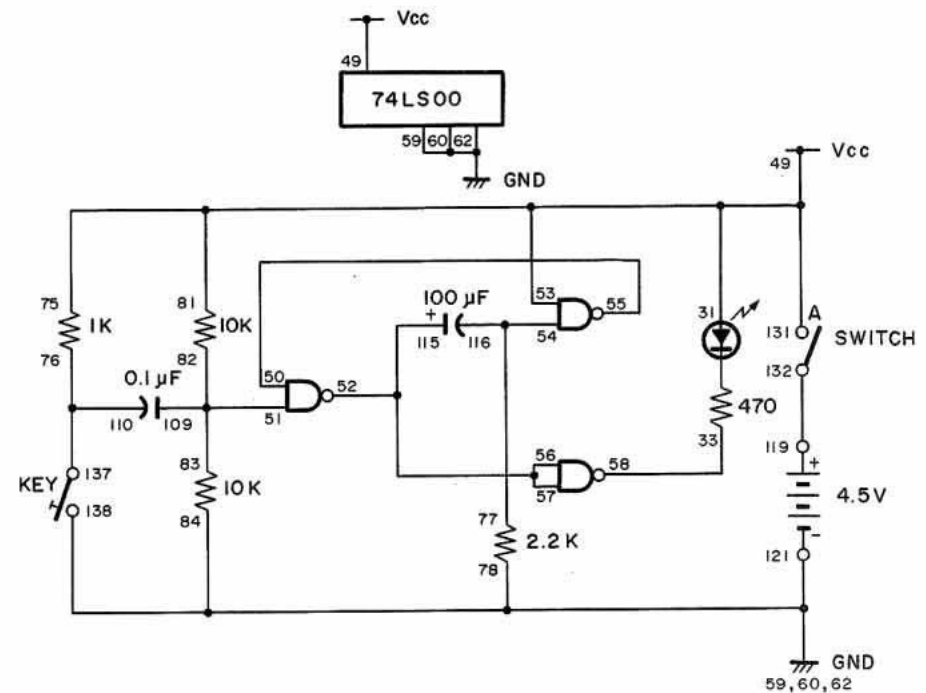 Vcc
49
74LS00
59 60 62
GND
49 Vcc
75
1K
76
81
10K
82
100 µF
+
115 116
53
54
55
31
A
131
SWITCH
132
0.1 µF
110 109
50
51
52
470
33
56
57
58
119
+
4.5V
-
121
KEY
137
138
83
10K
84
77
2.2K
78
GND
59, 60, 62